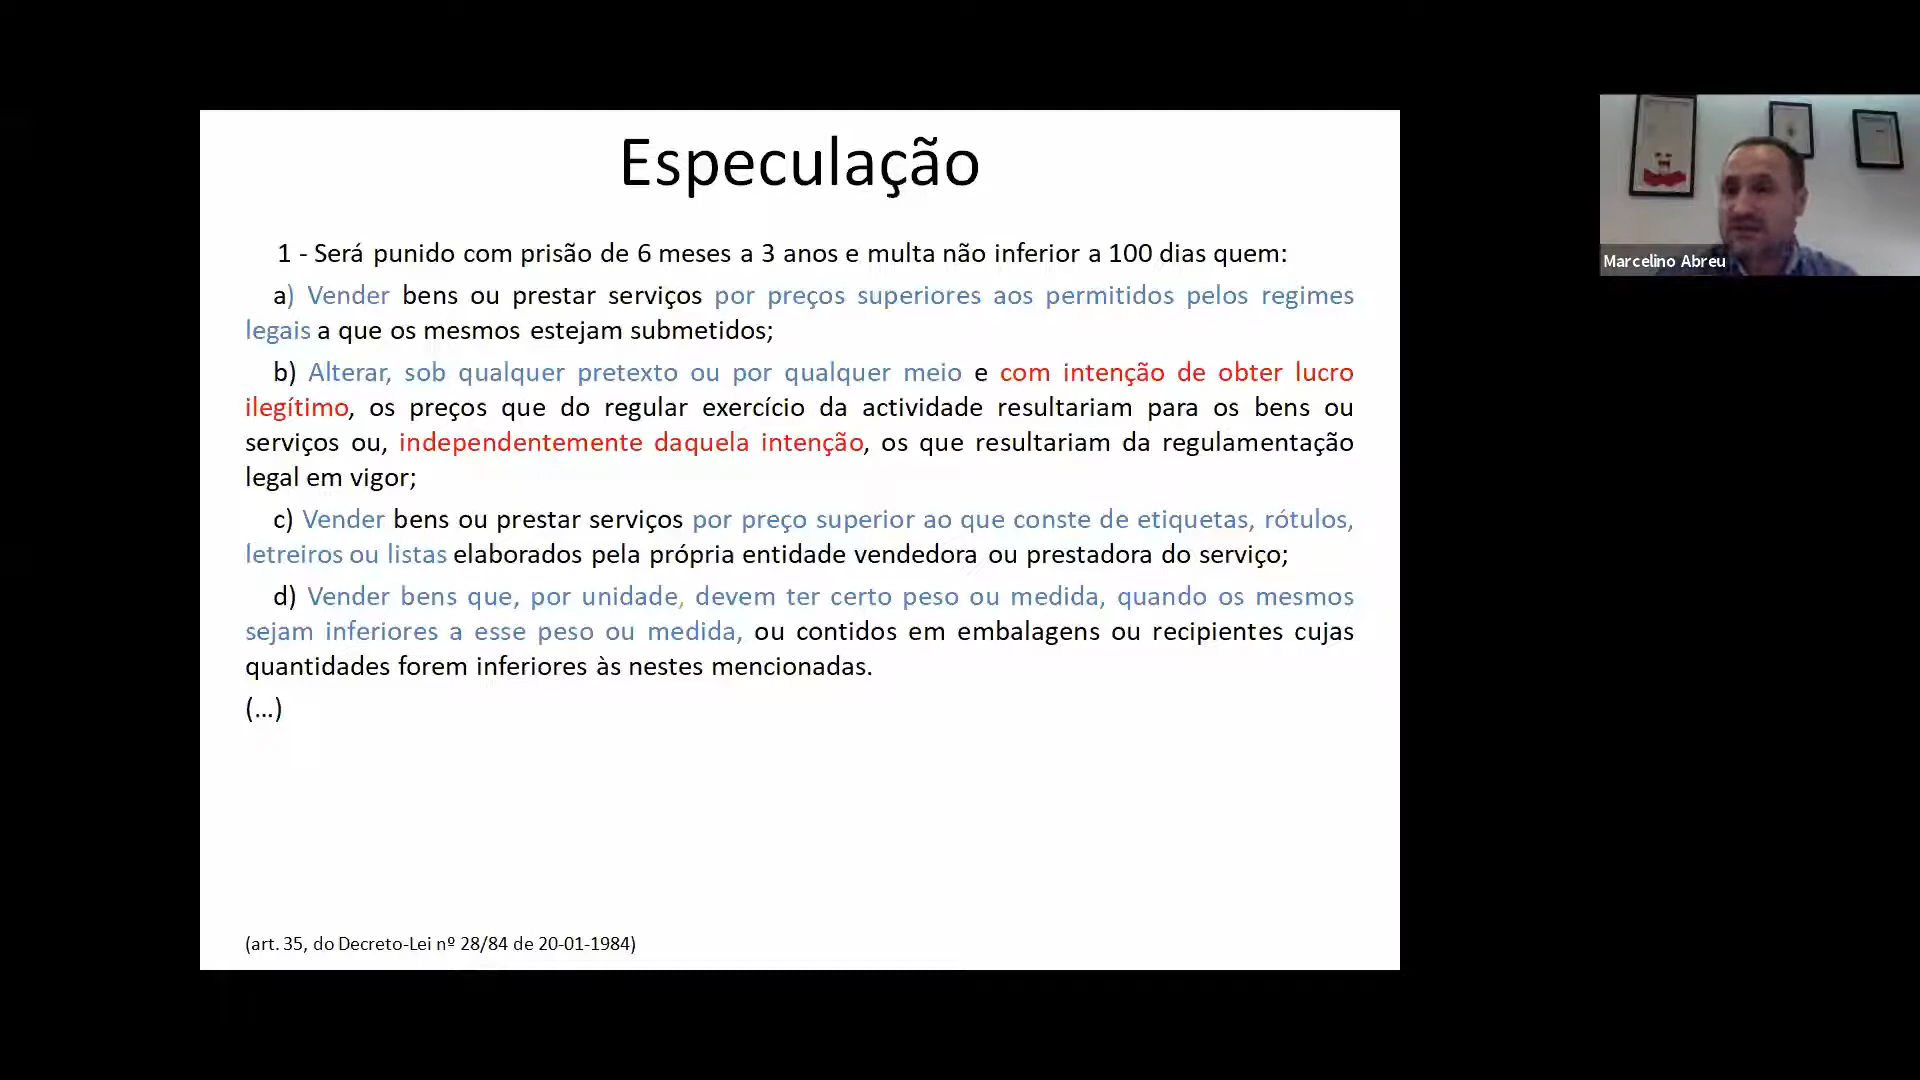 Especulação
1 - Será punido com prisão de 6 meses a 3 anos e multa não inferior a 100 dias quem:
a) Vender bens ou prestar serviços por preços superiores aos permitidos pelos regimes
legais a que os mesmos estejam submetidos;
b) Alterar, sob qualquer pretexto ou por qualquer meio e com intenção de obter lucro
ilegítimo, os preços que do regular exercício da actividade resultariam para os bens ou
serviços ou, independentemente daquela intenção, os que resultariam da regulamentação
legal em vigor;
c) Vender bens ou prestar serviços por preço superior ao que conste de etiquetas, rótulos,
letreiros ou listas elaborados pela própria entidade vendedora ou prestadora do serviço;
d) Vender bens que, por unidade, devem ter certo peso ou medida, quando os mesmos
sejam inferiores a esse peso ou medida, ou contidos em embalagens ou recipientes cujas
quantidades forem inferiores às nestes mencionadas.
(...)
(art. 35, do Decreto-Lei nº 28/84 de 20-01-1984)
Marcelino Abreu